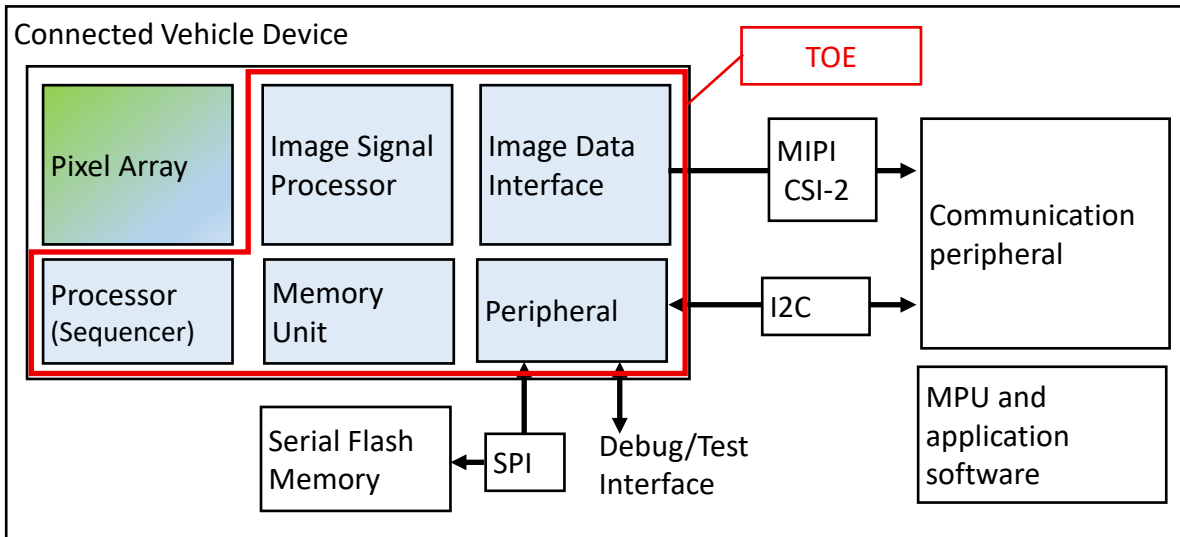 Connected Vehicle Device
TOE
Pixel Array
Image Signal
Processor
Image Data
Interface
MIPI
CSI-2
Communication
peripheral
Processor
(Sequencer)
Memory
Unit
Peripheral
I2C
Serial Flash
Memory
SPI
Debug/Test
Interface
MPU and
application
software